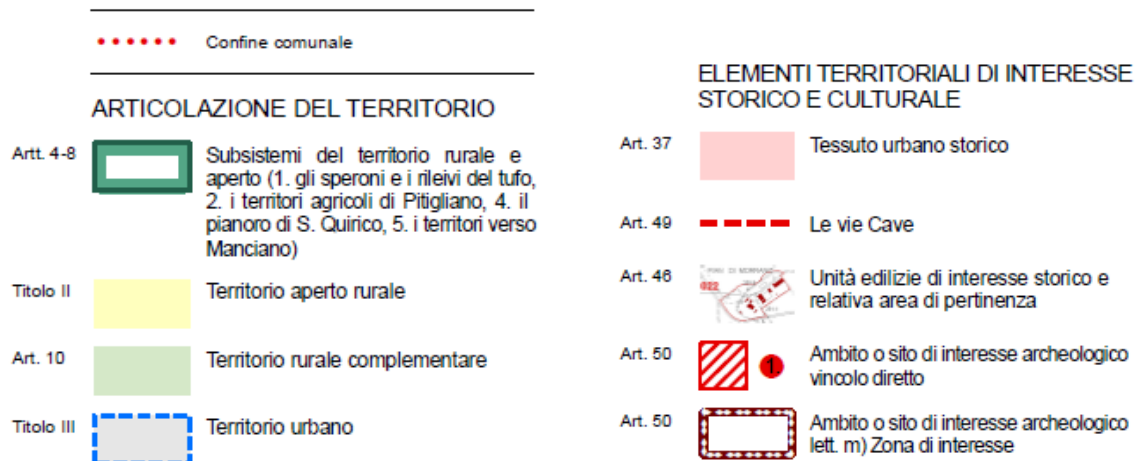 Confine comunale
ARTICOLAZIONE DEL TERRITORIO
Artt. 4-8
Subsistemi del territorio rurale e
aperto (1. gli speroni e i rileivi del tufo,
2. i territori agricoli di Pitigliano, 4. il
pianoro di S. Quirico, 5. i territori verso
Manciano)
Titolo II
Territorio aperto rurale
Art. 10
Territorio rurale complementare
Titolo III
Territorio urbano
ELEMENTI TERRITORIALI DI INTERESSE
STORICO E CULTURALE
Art. 37
Tessuto urbano storico
Art. 49
Le vie Cave
Art. 46
022
Unità edilizie di interesse storico e
relativa area di pertinenza
Art. 50
1.
Ambito o sito di interesse archeologico
vincolo diretto
Art. 50
Ambito o sito di interesse archeologico
lett. m) Zona di interesse